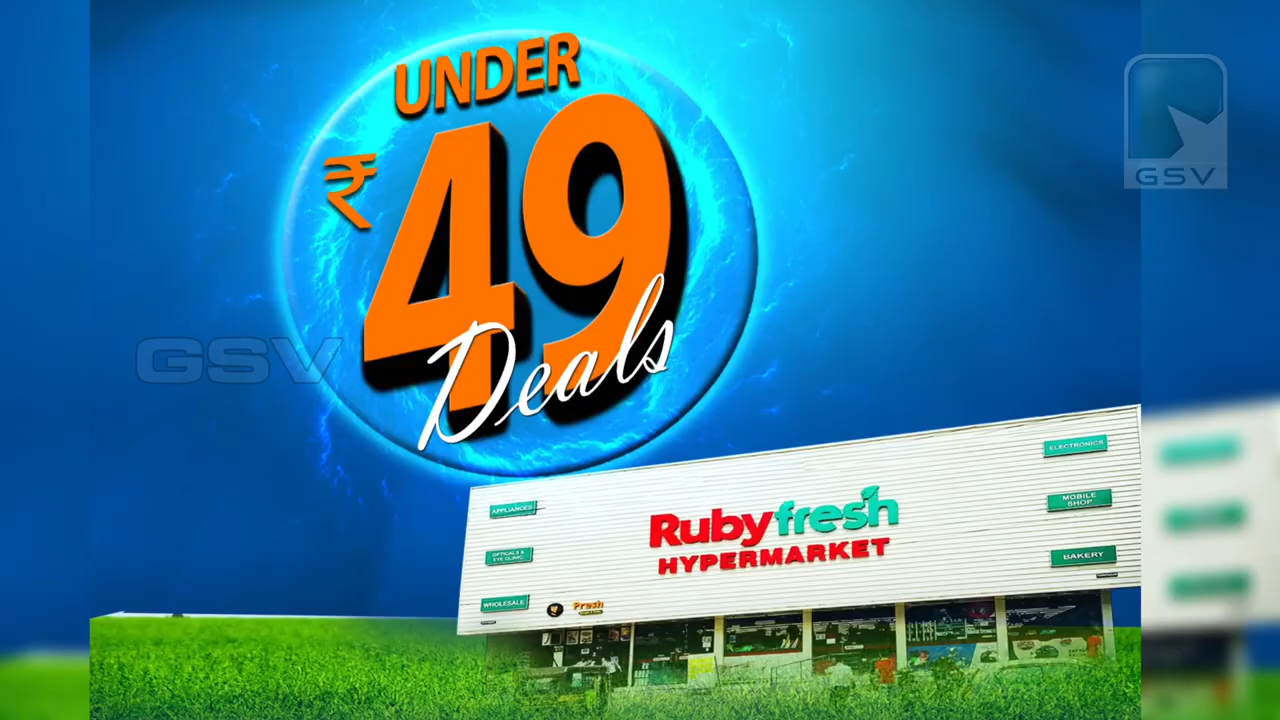 UNDER
₹ 49
Deals
GSV
GSV
Rubyfresh
HYPERMARKET
APPLIANCES
OPTICALS &
EYE CLINIC
WHOLESALE
Fresh
ELECTRONICS
MOBILE
SHOP
BAKERY